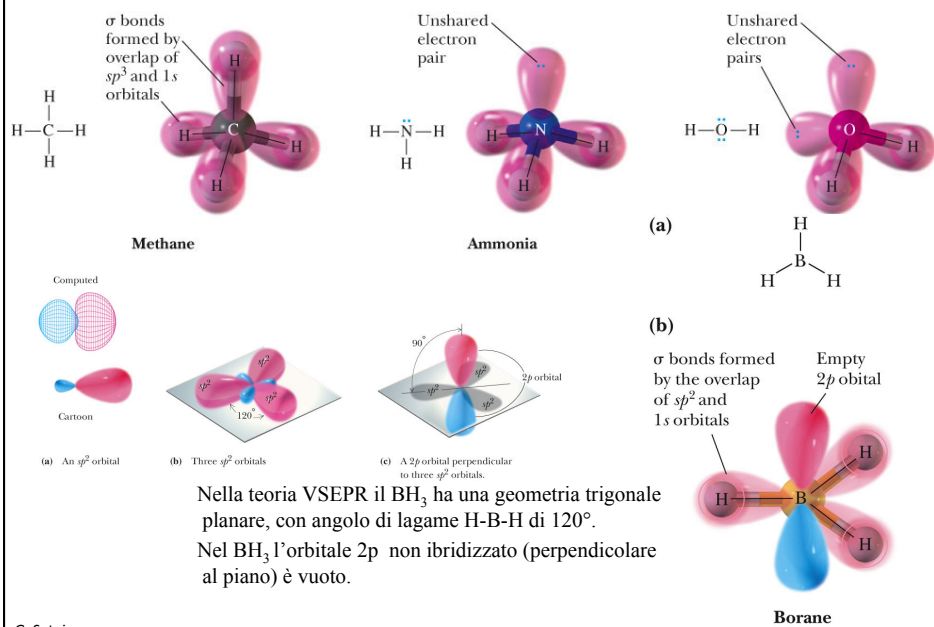 σ bonds
formed by
overlap of
sp³ and 1s
orbitals
H
H—C—H
H
H
H
C
H
H
Methane
Unshared
electron
pair
H—N—H
H
N
H
H
H
Ammonia
Unshared
electron
pairs
H—O—H
O
H
H
(a)
H
B
H H
Computed
Cartoon
(a) An sp² orbital
sp²
sp²
sp²
120°
(b) Three sp² orbitals
90°
sp²
2p orbital
sp²
sp²
(c) A 2p orbital perpendicular
to three sp² orbitals.
(b)
σ bonds formed
by the overlap
of sp² and
1s orbitals
Empty
2p obital
H
H
B
H
Borane
Nella teoria VSEPR il BH₃ ha una geometria trigonale
planare, con angolo di lagame H-B-H di 120°.
Nel BH₃ l'orbitale 2p non ibridizzato (perpendicolare
al piano) è vuoto.